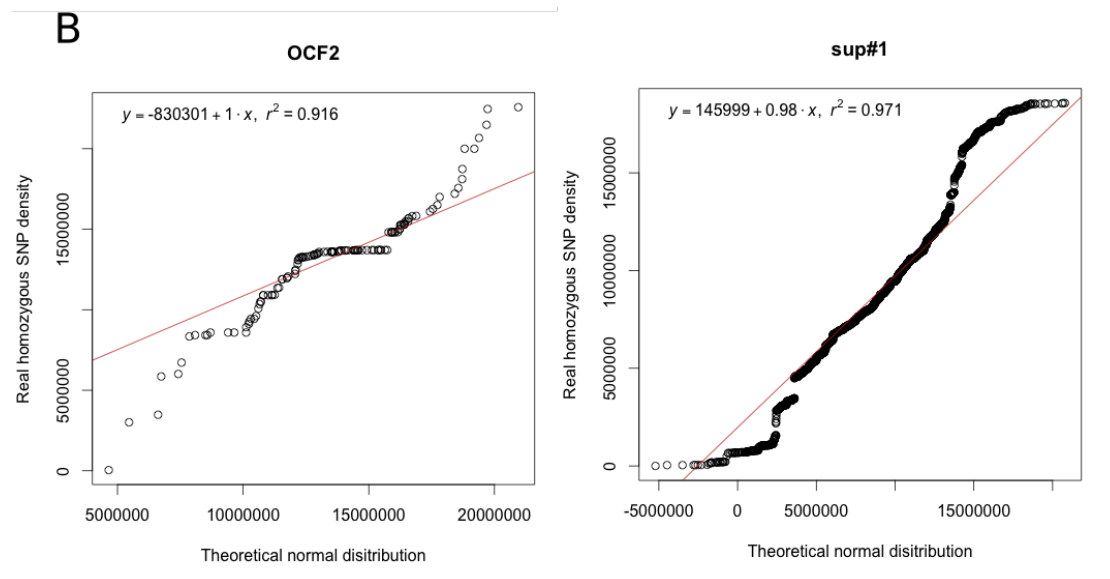 B
OCF2
y = -830301 + 1 · x, r² = 0.916
Real homozygous SNP density
15000000
5000000
0
5000000 10000000 15000000 20000000
Theoretical normal disitribution
sup#1
y = 145999 + 0.98 · x, r² = 0.971
Real homozygous SNP density
15000000
10000000
5000000
0
-5000000 0 5000000 15000000
Theoretical normal disitribution